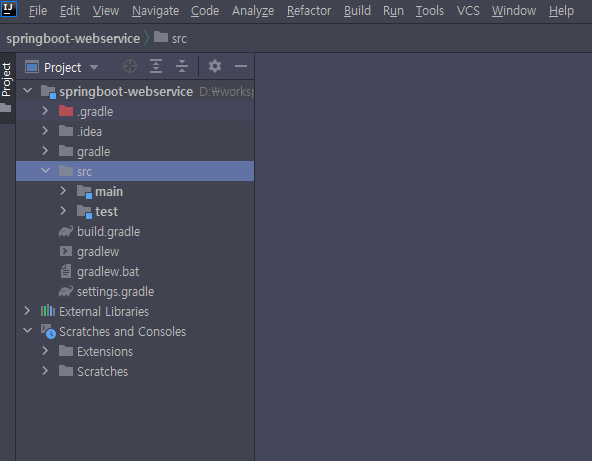 IJ File Edit View Navigate Code Analyze Refactor Build Run Tools VCS Window Help
springboot-webservice src
Project
Project
springboot-webservice D:₩worksp
.gradle
.idea
gradle
src
main
test
build.gradle
gradlew
gradlew.bat
settings.gradle
External Libraries
Scratches and Consoles
Extensions
Scratches